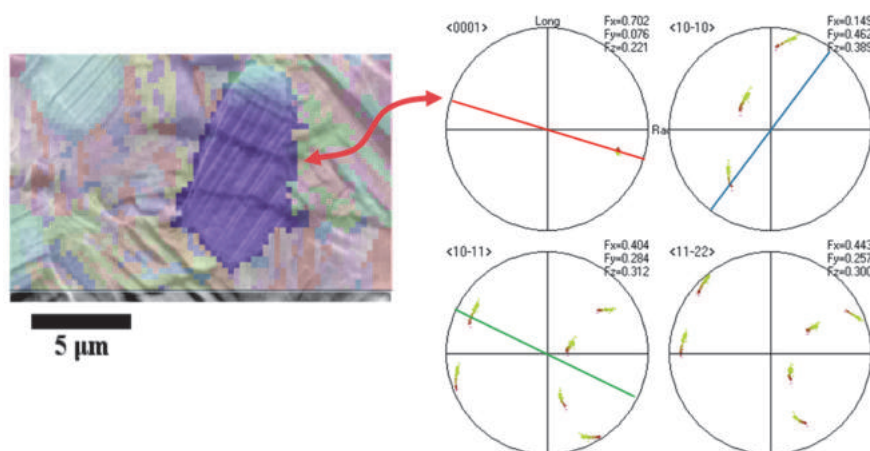 <0001>
Long
Fx=0.702
Fy=0.076
Fz=0.221
<10-10>
Fx=0.149
Fy=0.462
Fz=0.389
Ra
<10-11>
Fx=0.404
Fy=0.284
Fz=0.312
<11-22>
Fx=0.443
Fy=0.257
Fz=0.300
5 μm